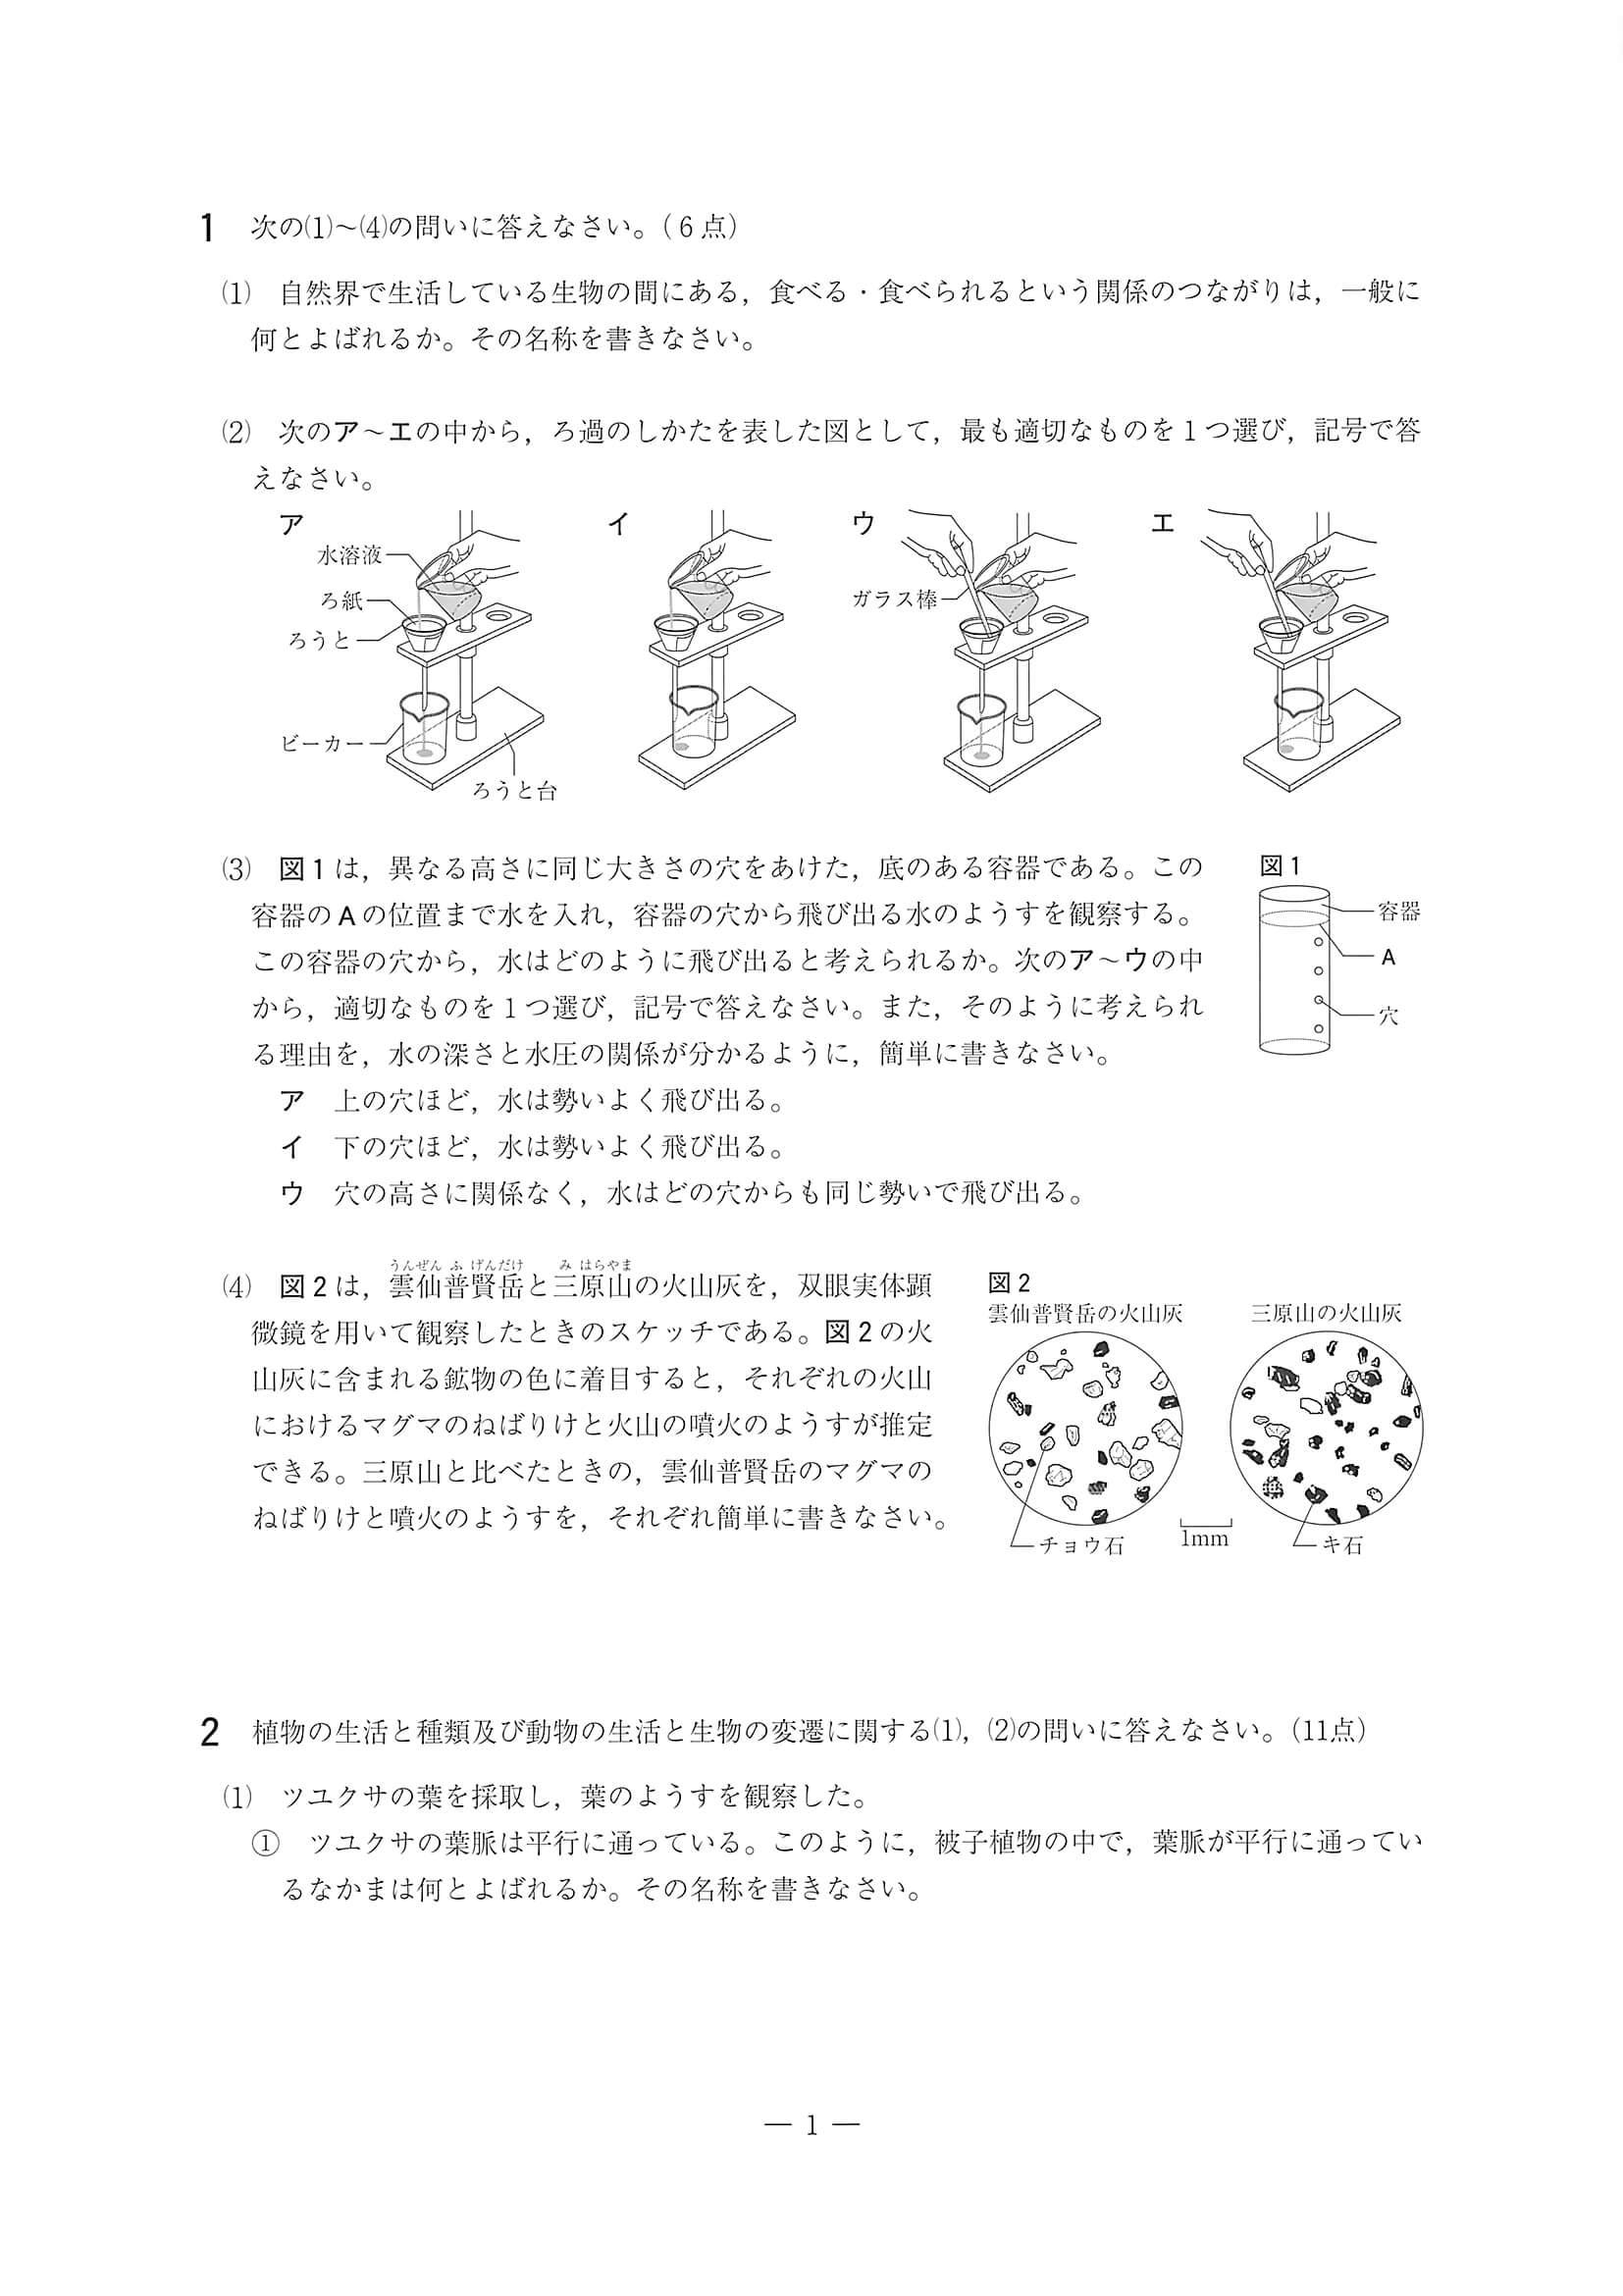 1 次の⑴~⑷の問いに答えなさい。(6点)
⑴ 自然界で生活している生物の間にある，食べる・食べられるという関係のつながりは，一般に
何とよばれるか。その名称を書きなさい。
⑵ 次のア~エの中から，ろ過のしかたを表した図として，最も適切なものを1つ選び，記号で答
えなさい。
ア
イ
ウ
エ
水溶液
ろ紙
ろうと
ビーカー
ろうと台
ガラス棒
⑶ 図1は，異なる高さに同じ大きさの穴をあけた，底のある容器である。この
容器のAの位置まで水を入れ，容器の穴から飛び出る水のようすを観察する。
この容器の穴から，水はどのように飛び出ると考えられるか。次のア~ウの中
から，適切なものを1つ選び，記号で答えなさい。また，そのように考えられ
る理由を，水の深さと水圧の関係が分かるように，簡単に書きなさい。
ア 上の穴ほど，水は勢いよく飛び出る。
イ 下の穴ほど，水は勢いよく飛び出る。
ウ 穴の高さに関係なく，水はどの穴からも同じ勢いで飛び出る。
図1
容器
A
穴
うんぜん ふ げんだけ み はらやま
⑷ 図2は，雲仙普賢岳と三原山の火山灰を，双眼実体顕
微鏡を用いて観察したときのスケッチである。図2の火
山灰に含まれる鉱物の色に着目すると，それぞれの火山
におけるマグマのねばりけと火山の噴火のようすが推定
できる。三原山と比べたときの，雲仙普賢岳のマグマの
ねばりけと噴火のようすを，それぞれ簡単に書きなさい。
図2
雲仙普賢岳の火山灰
三原山の火山灰
チョウ石
1mm
キ石
2 植物の生活と種類及び動物の生活と生物の変遷に関する⑴，⑵の問いに答えなさい。(11点)
⑴ ツユクサの葉を採取し，葉のようすを観察した。
① ツユクサの葉脈は平行に通っている。このように，被子植物の中で，葉脈が平行に通ってい
るなかまは何とよばれるか。その名称を書きなさい。
― 1 ―